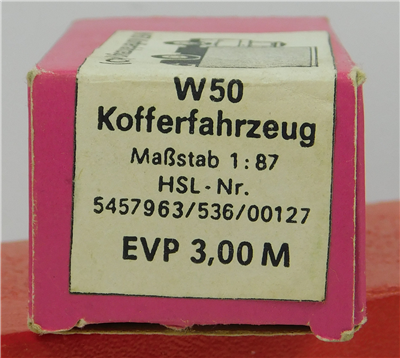 W50
Kofferfahrzeug
Maßstab 1:87
HSL-Nr.
5457963/536/00127
EVP 3,00 M